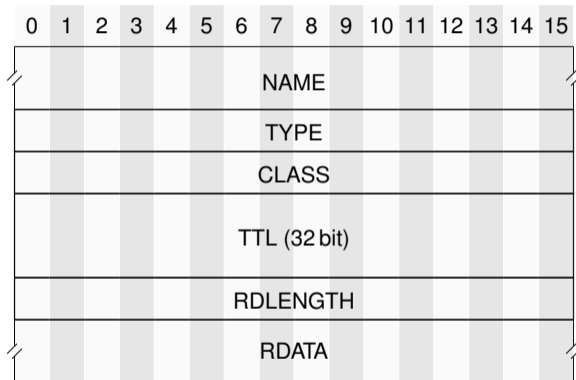 0 1 2 3 4 5 6 7 8 9 10 11 12 13 14 15
NAME
TYPE
CLASS
TTL (32 bit)
RDLENGTH
RDATA